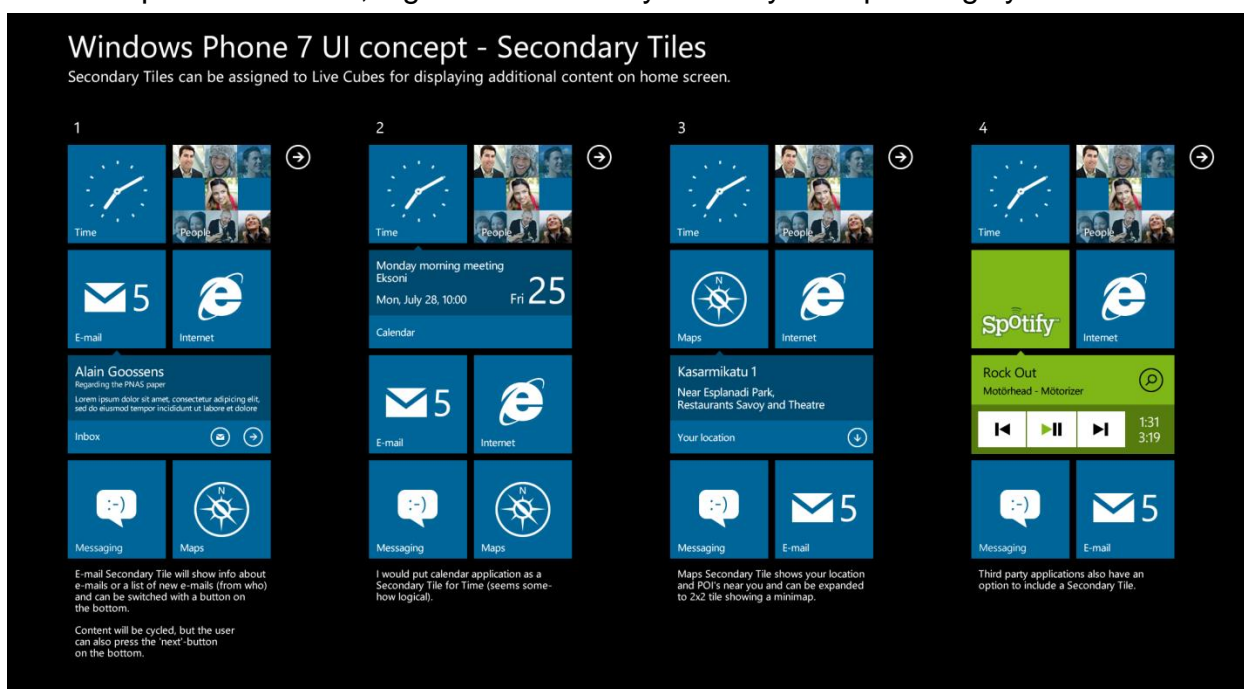 Windows Phone 7 UI concept - Secondary Tiles
Secondary Tiles can be assigned to Live Cubes for displaying additional content on home screen.
1
Time
People
5
E-mail
Internet
Alain Goossens
Regarding the PNAS paper
Lorem ipsum dolor sit amet, consectetur adipicing elit,
sed do eiusmod tempor incididunt ut labore et dolore
Inbox
:-)
Messaging
N
Maps
E-mail Secondary Tile will show info about
e-mails or a list of new e-mails (from who)
and can be switched with a button on
the bottom.
Content will be cycled, but the user
can also press the 'next'-button
on the bottom.
2
Time
People
Monday morning meeting
Eksoni
Mon, July 28, 10:00
Fri 25
Calendar
5
E-mail
Internet
:-)
Messaging
N
Maps
I would put calendar application as a
Secondary Tile for Time (seems some-
how logical).
3
Time
People
N
Maps
Internet
Kasarmikatu 1
Near Esplanadi Park,
Restaurants Savoy and Theatre
Your location
:-)
Messaging
5
E-mail
Maps Secondary Tile shows your location
and POI's near you and can be expanded
to 2x2 tile showing a minimap.
4
Time
People
Spotify
Internet
Rock Out
Motörhead - Mötorizer
1:31
3:19
:-)
Messaging
5
E-mail
Third party applications also have an
option to include a Secondary Tile.